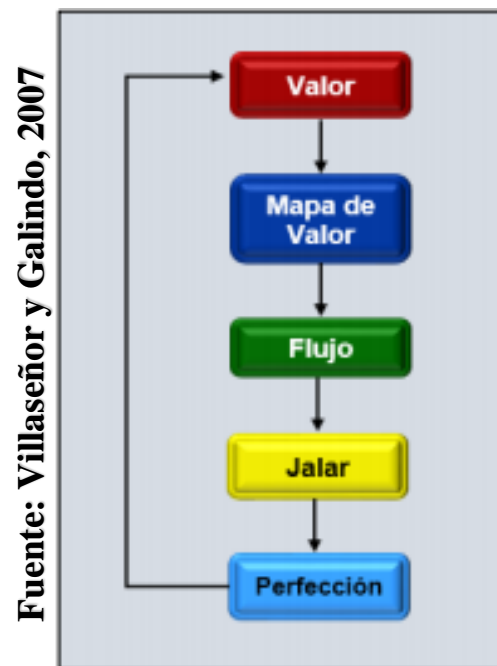 Fuente: Villaseñor y Galindo, 2007
Valor
Mapa de
Valor
Flujo
Jalar
Perfección